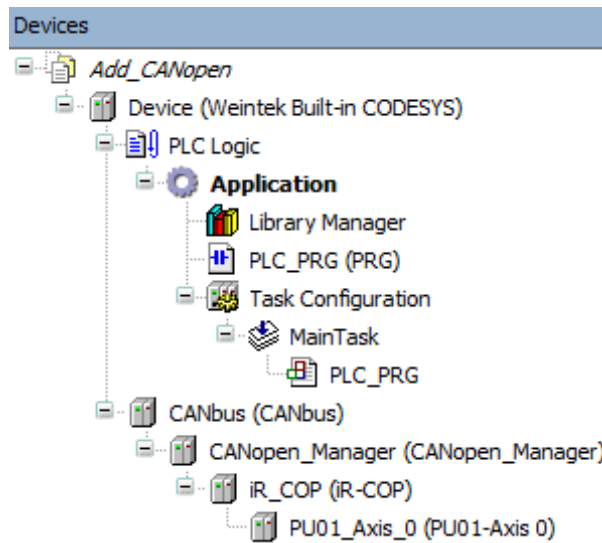 Devices
Add_CANopen
Device (Weintek Built-in CODESYS)
PLC Logic
Application
Library Manager
PLC_PRG (PRG)
Task Configuration
MainTask
PLC_PRG
CANbus (CANbus)
CANopen_Manager (CANopen_Manager)
iR_COP (iR-COP)
PU01_Axis_0 (PU01-Axis 0)